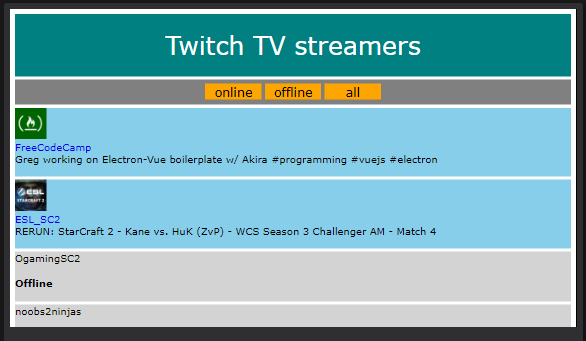 Twitch TV streamers
online offline all
FreeCodeCamp
Greg working on Electron-Vue boilerplate w/ Akira #programming #vuejs #electron
ESL
STARCRAFT 2
ESL_SC2
RERUN: StarCraft 2 - Kane vs. HuK (ZvP) - WCS Season 3 Challenger AM - Match 4
OgamingSC2
Offline
noobs2ninjas